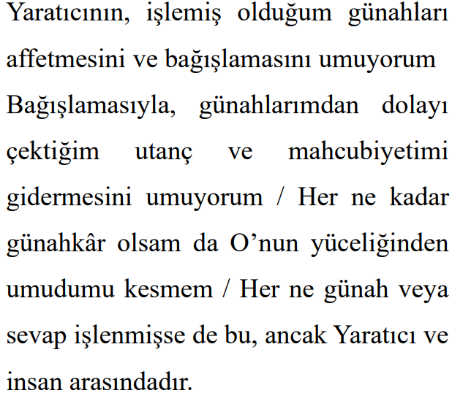 Yaratıcının, işlemiş olduğum günahları
affetmesini ve bağışlamasını umuyorum
Bağışlamasıyla, günahlarımdan dolayı
çektiğim utanç ve mahcubiyetimi
gidermesini umuyorum / Her ne kadar
günahkâr olsam da O’nun yüceliğinden
umudumu kesmem / Her ne günah veya
sevap işlenmişse de bu, ancak Yaratıcı ve
insan arasındadır.